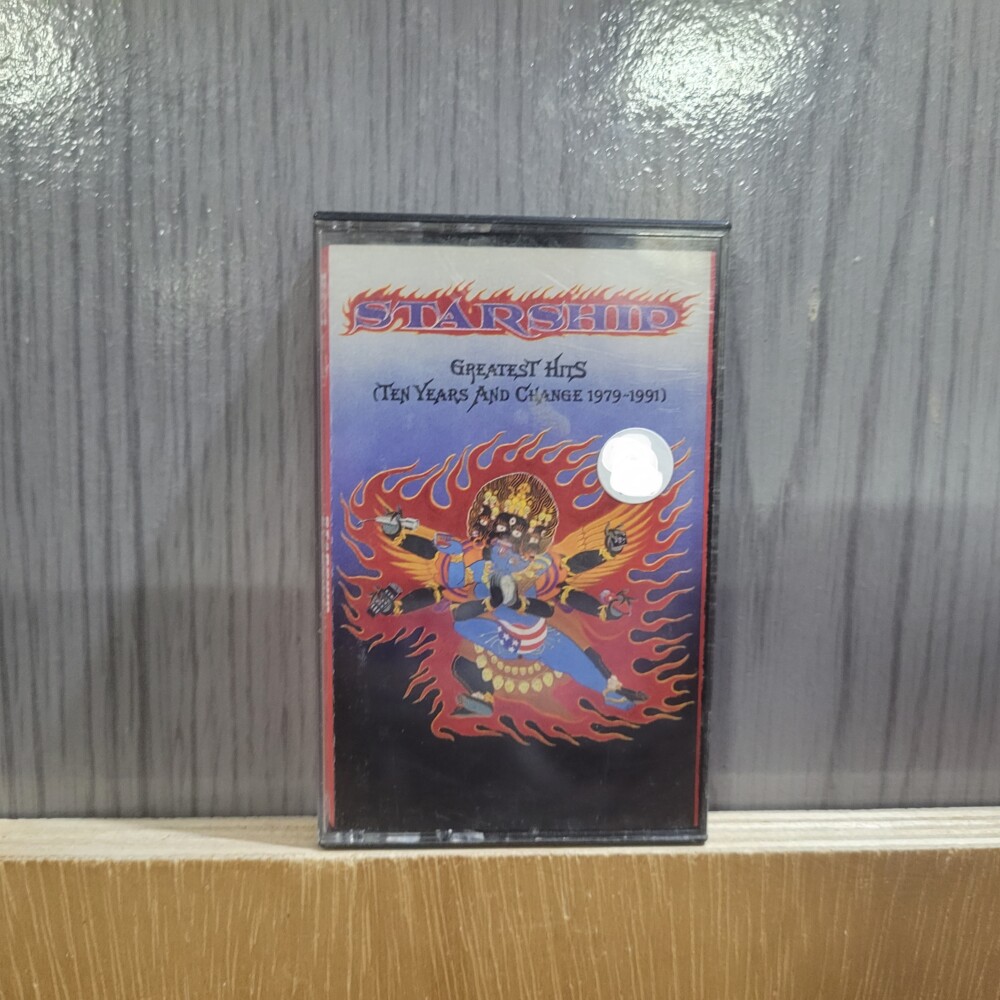 STARSHIP
GREATEST HITS
(TEN YEARS AND CHANGE 1979-1991)